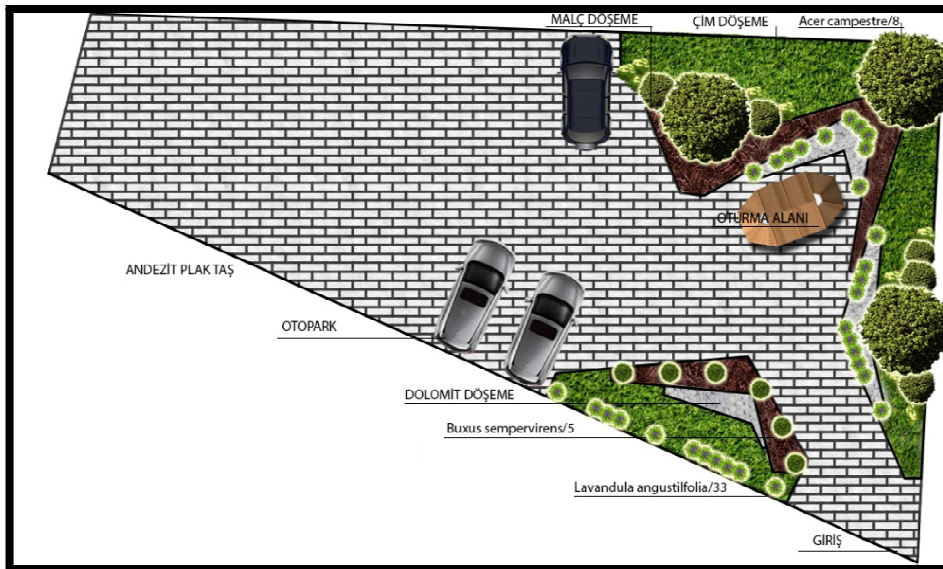 MALÇ DÖŞEME
ÇİM DÖŞEME
Acer campestre/8
OTURMA ALANI
ANDEZİT PLAK TAŞ
OTOPARK
DOLOMİT DÖŞEME
Buxus sempervirens/5
Lavandula angustilfolia/33
GİRİŞ